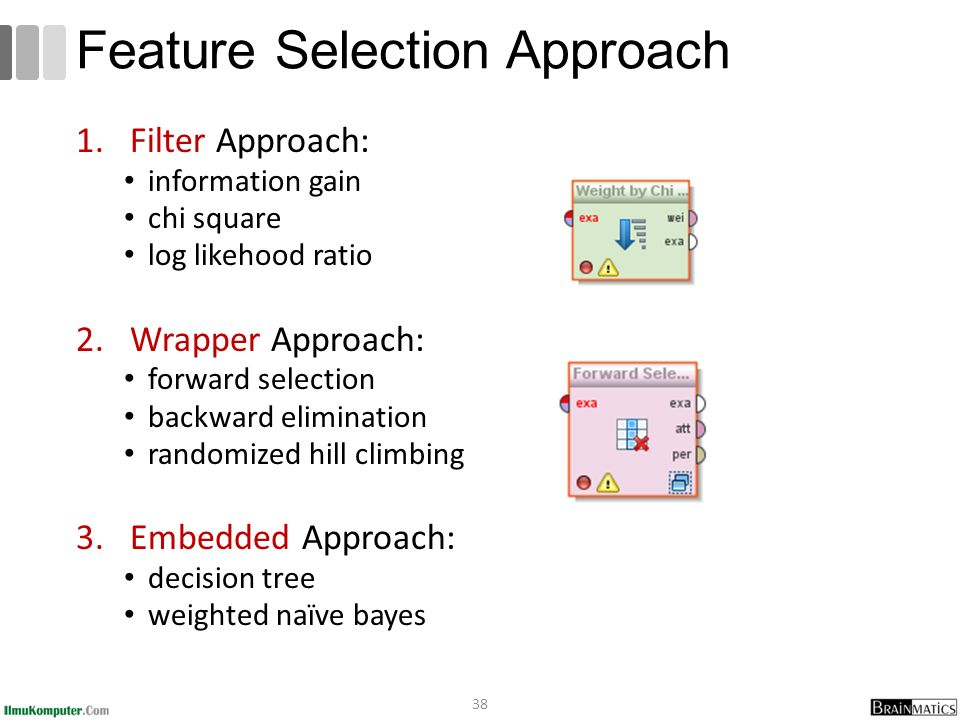 Feature Selection Approach
1. Filter Approach:
• information gain
• chi square
• log likehood ratio
Weight by Chi ...
exa wei
exa
2. Wrapper Approach:
• forward selection
• backward elimination
• randomized hill climbing
Forward Sele...
exa exa
att
per
3. Embedded Approach:
• decision tree
• weighted naïve bayes
IlmuKomputer.Com
38
BRAINMATICS